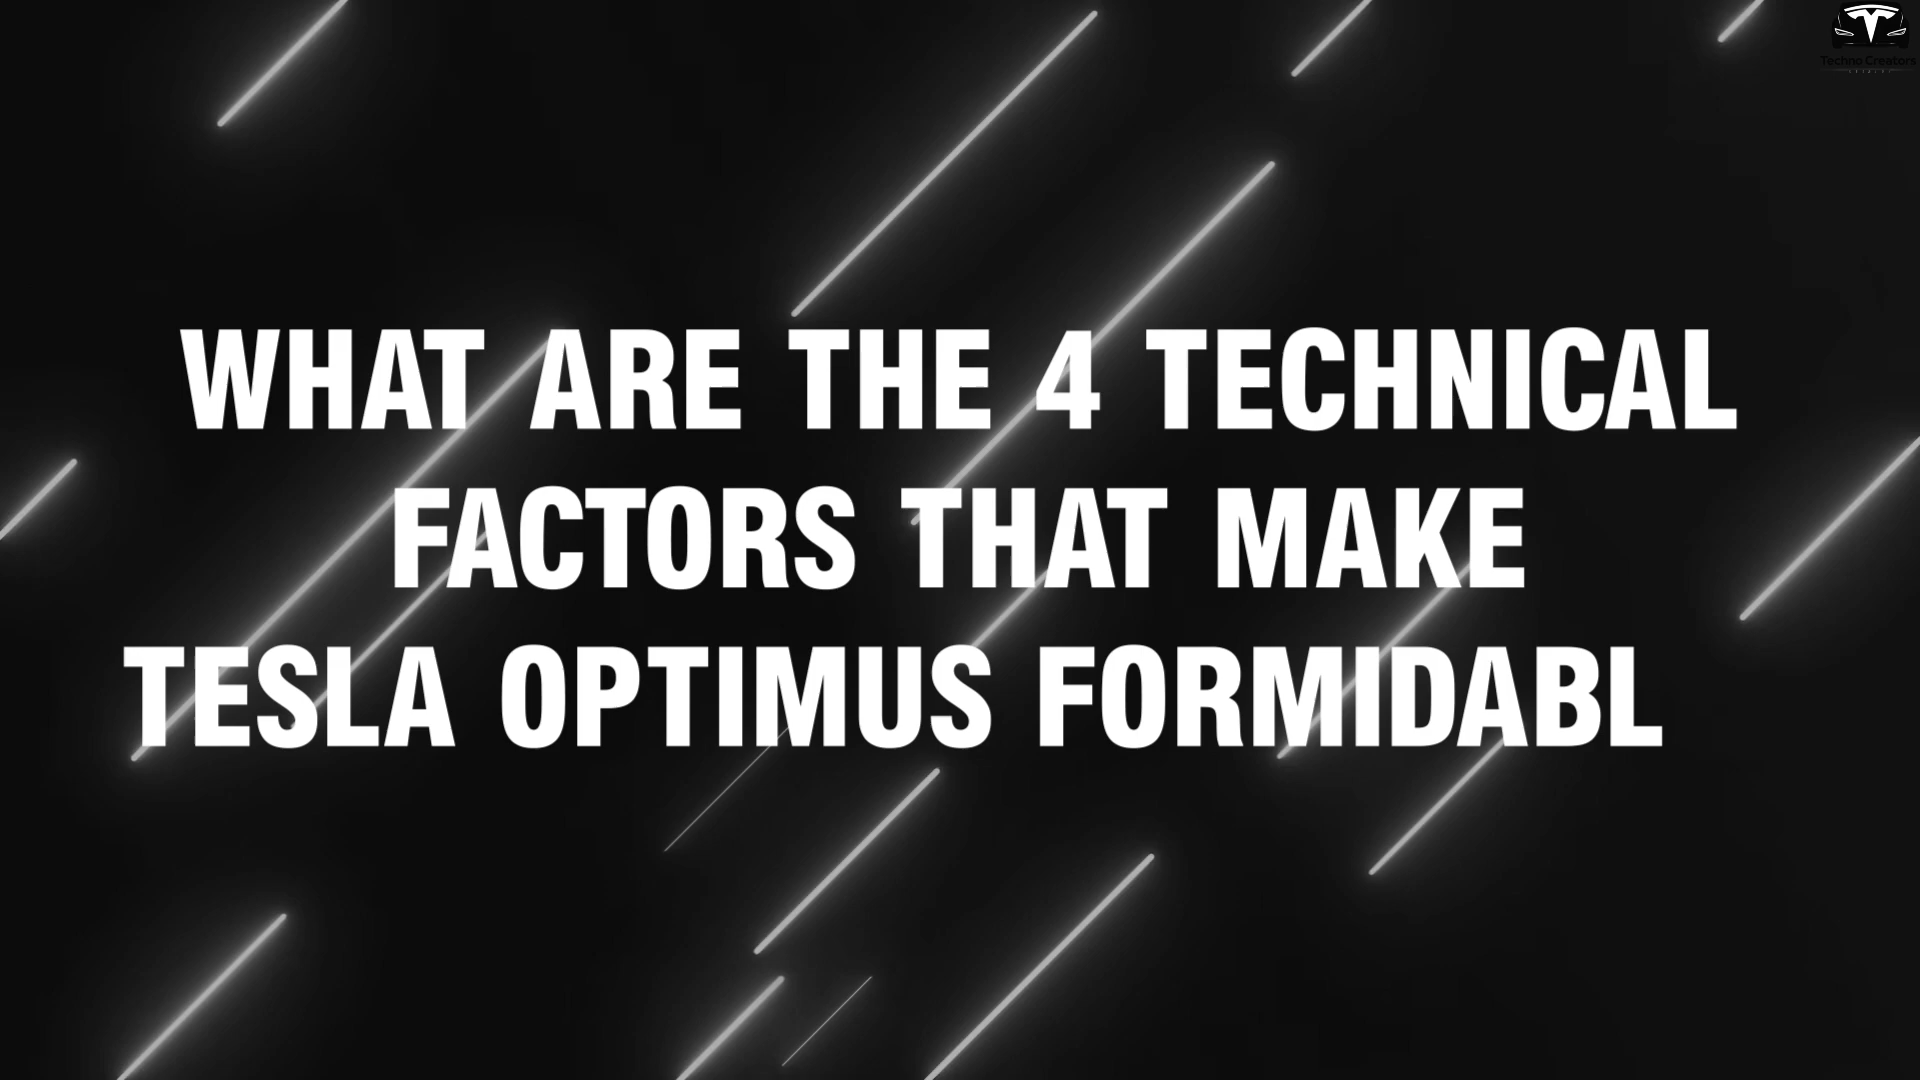 Techno Creators
WHAT ARE THE 4 TECHNICAL
FACTORS THAT MAKE
TESLA OPTIMUS FORMIDABL